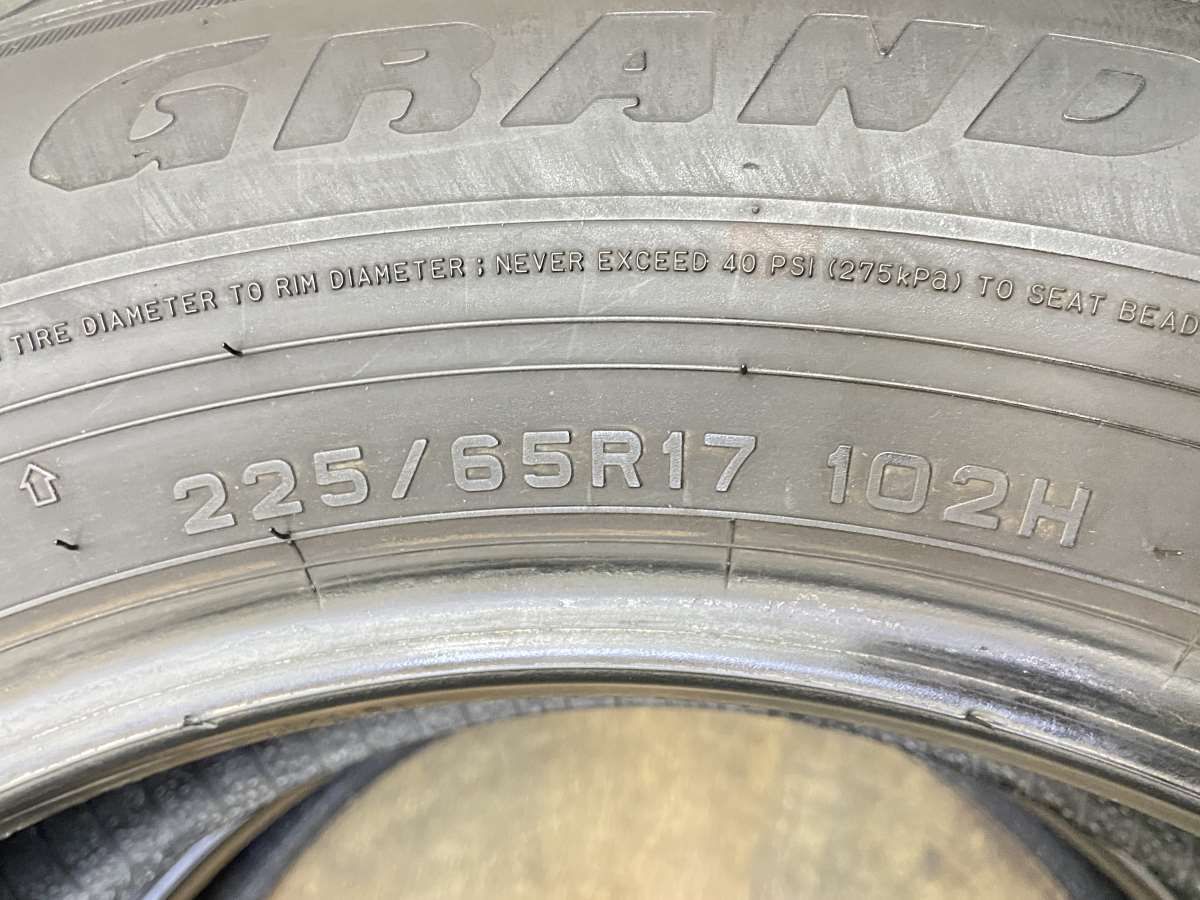 GRAND
TIRE DIAMETER TO RIM DIAMETER ; NEVER EXCEED 40 PSI (275kPa) TO SEAT BEAD
225/65R17 102H